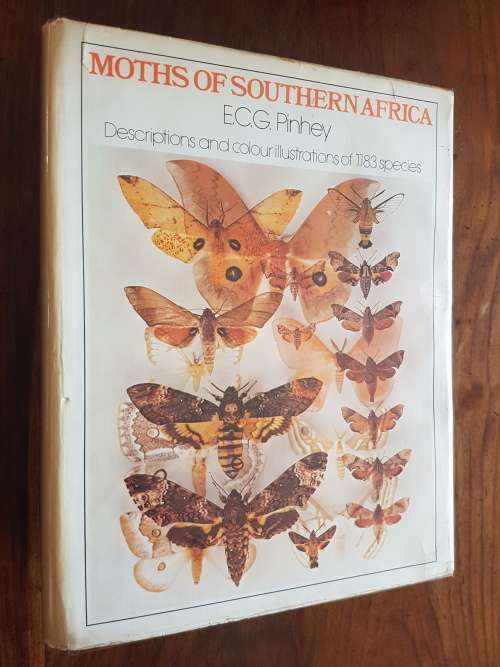 MOTHS OF SOUTHERN AFRICA
E.C.G. Pinhey
Descriptions and colour illustrations of 1183 species